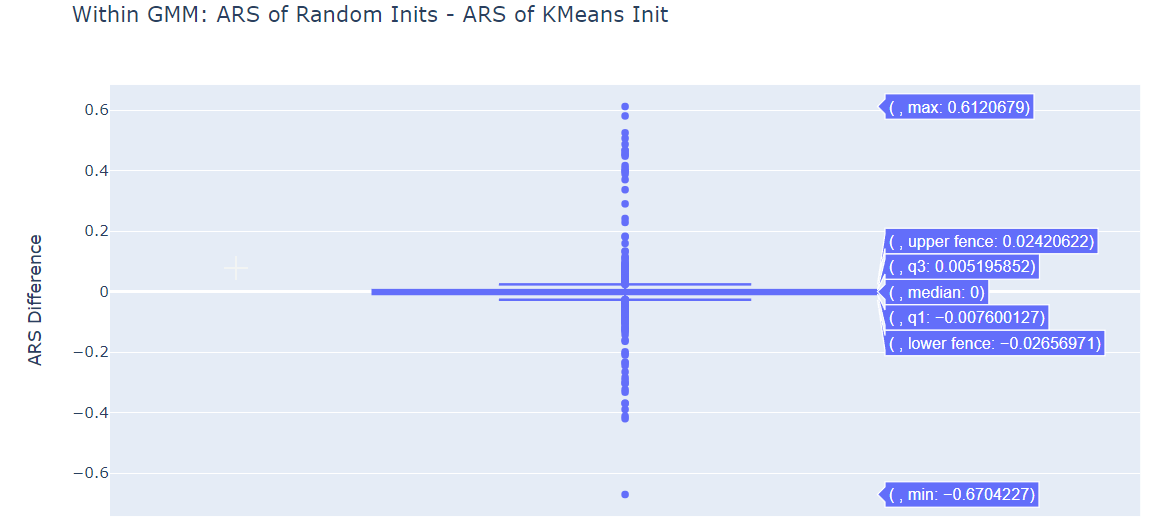 Within GMM: ARS of Random Inits - ARS of KMeans Init
ARS Difference
0.6
0.4
0.2
0
−0.2
−0.4
−0.6
( , max: 0.6120679)
( , upper fence: 0.02420622)
( , q3: 0.005195852)
( , median: 0)
( , q1: −0.007600127)
( , lower fence: −0.02656971)
( , min: −0.6704227)